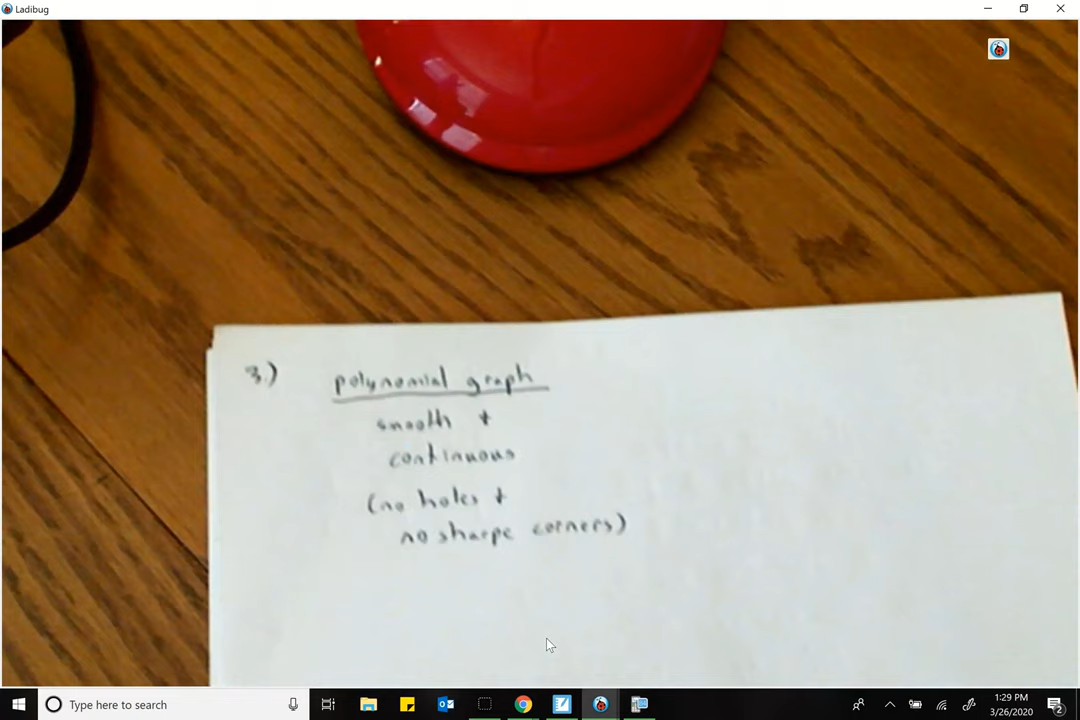 Ladibug
3.) polynomial graph
smooth +
continuous
(no holes +
no sharpe corners)
Type here to search
1:29 PM
3/26/2020
2